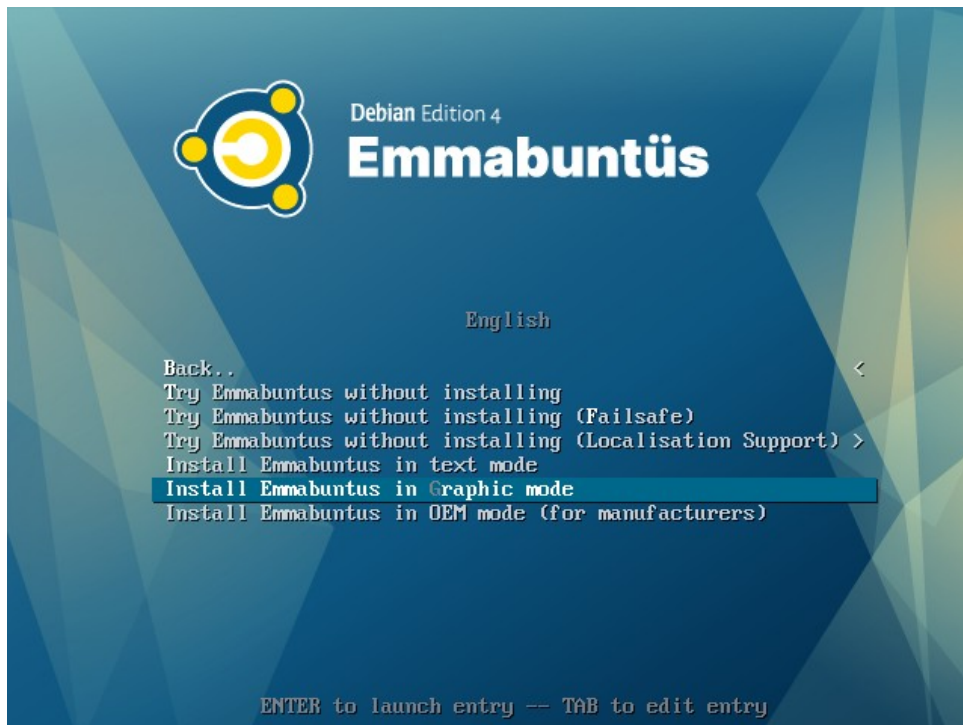 Debian Edition 4
Emmabuntüs
English
Back.. <
Try Emmabuntus without installing
Try Emmabuntus without installing (Failsafe)
Try Emmabuntus without installing (Localisation Support) >
Install Emmabuntus in text mode
Install Emmabuntus in Graphic mode
Install Emmabuntus in OEM mode (for manufacturers)
ENTER to launch entry -- TAB to edit entry